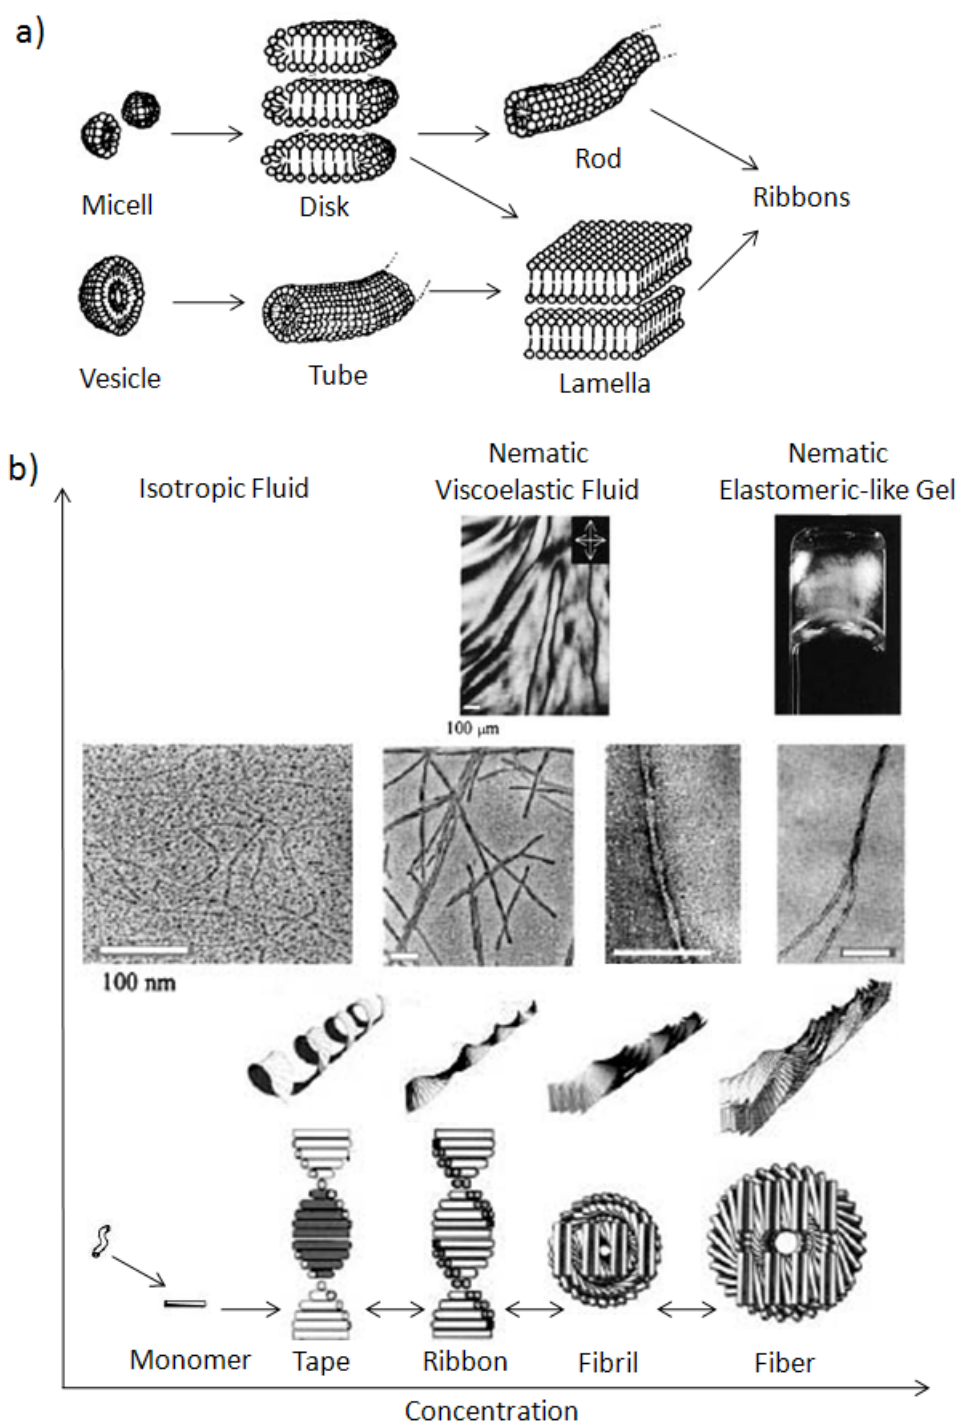 a)
Micell
Disk
Rod
Ribbons
Vesicle
Tube
Lamella
b)
Isotropic Fluid
Nematic
Viscoelastic Fluid
Nematic
Elastomeric-like Gel
100 μm
100 nm
Monomer
Tape
Ribbon
Fibril
Fiber
Concentration